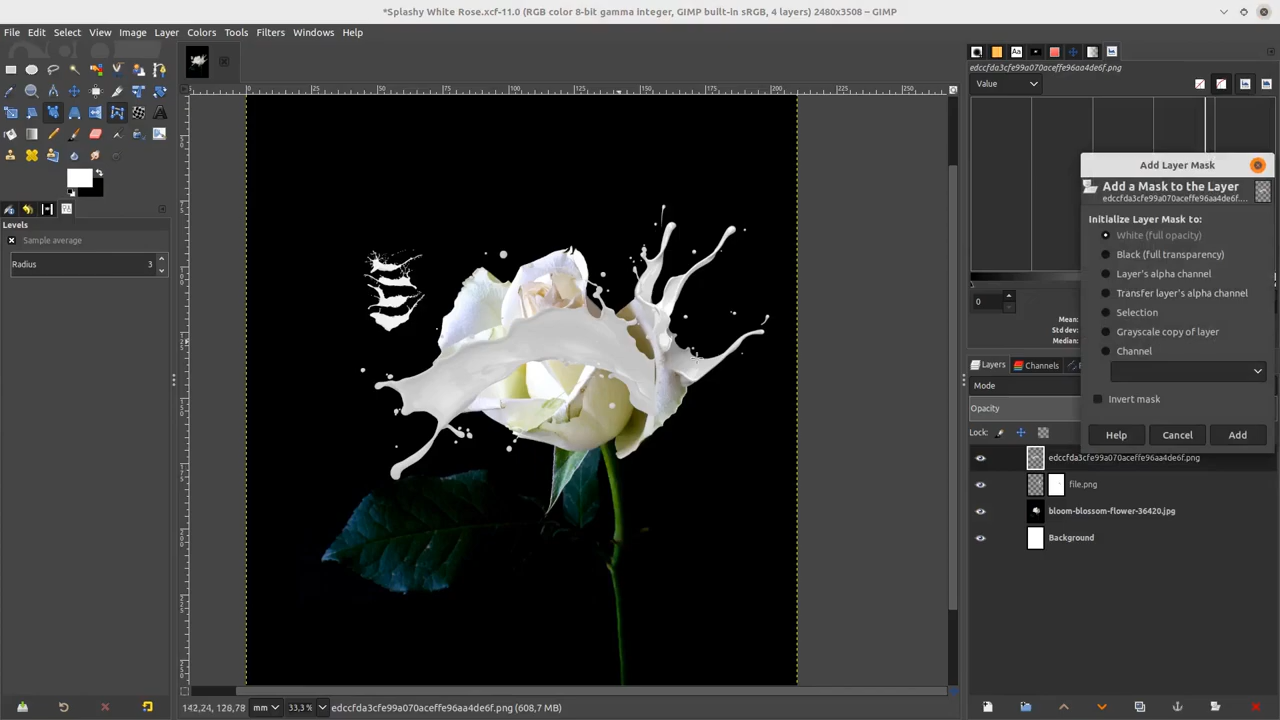 *Splashy White Rose.xcf-11.0 (RGB color 8-bit gamma integer, GIMP built-in sRGB, 4 layers) 2480x3508 – GIMP
File Edit Select View Image Layer Colors Tools Filters Windows Help
edccfda3cfe99a070aceffe96aa4de6f.png
Value
Levels
Sample average
Radius 3
0
Mean:
Std dev:
Median:
Add Layer Mask
Add a Mask to the Layer
edccfda3cfe99a070aceffe96aa4de6f....
Initialize Layer Mask to:
White (full opacity)
Black (full transparency)
Layer's alpha channel
Transfer layer's alpha channel
Selection
Grayscale copy of layer
Channel
Invert mask
Help Cancel Add
Layers Channels
Mode
Opacity
Lock:
edccfda3cfe99a070aceffe96aa4de6f.png
file.png
bloom-blossom-flower-36420.jpg
Background
142,24, 128,78 mm 33,3 % edccfda3cfe99a070aceffe96aa4de6f.png (608,7 MB)